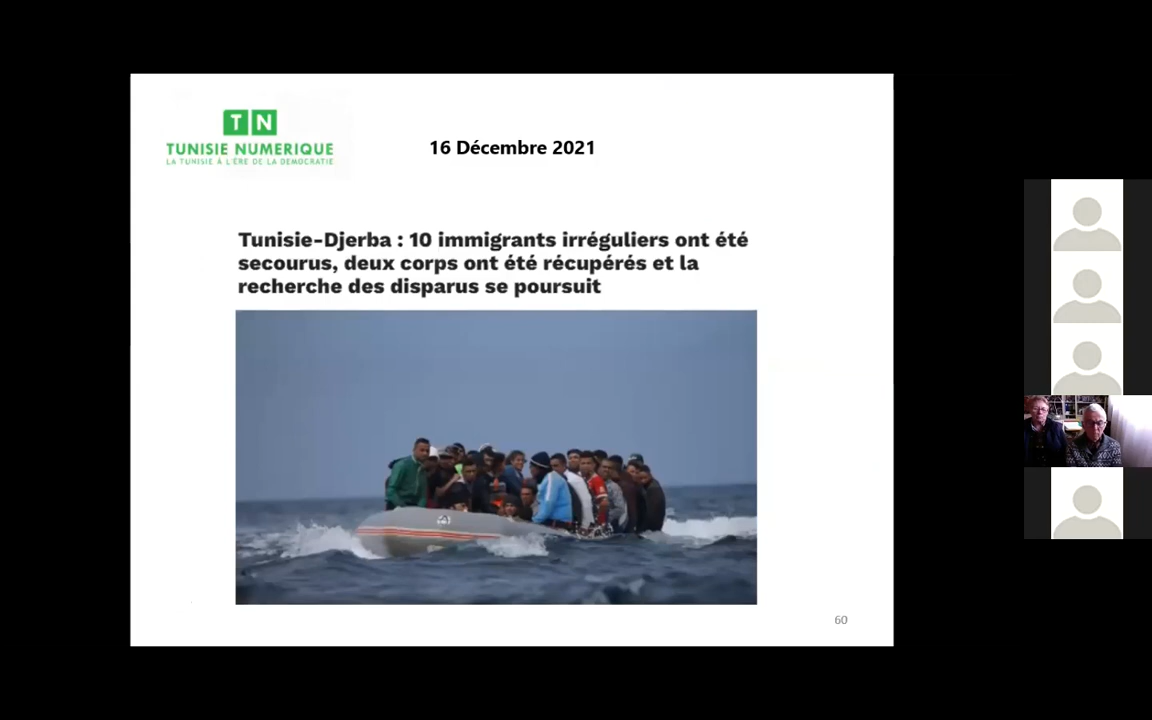 TN
TUNISIE NUMERIQUE
LA TUNISIE À L'ÈRE DE LA DEMOCRATIE
16 Décembre 2021
Tunisie-Djerba : 10 immigrants irréguliers ont été
secourus, deux corps ont été récupérés et la
recherche des disparus se poursuit
60